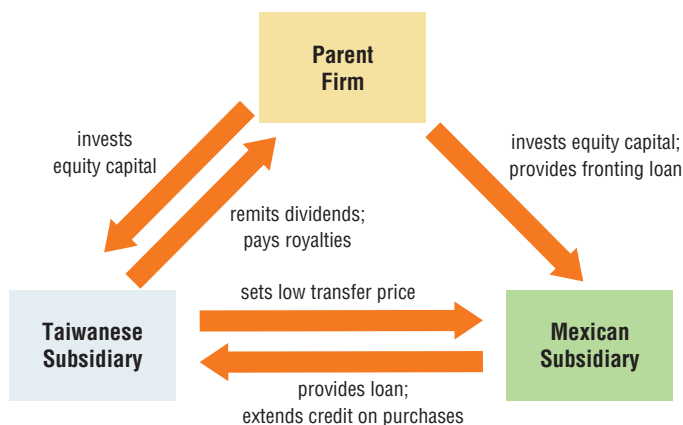 Parent
Firm
invests
equity capital
invests equity capital;
provides fronting loan
remits dividends;
pays royalties
sets low transfer price
Taiwanese
Subsidiary
Mexican
Subsidiary
provides loan;
extends credit on purchases